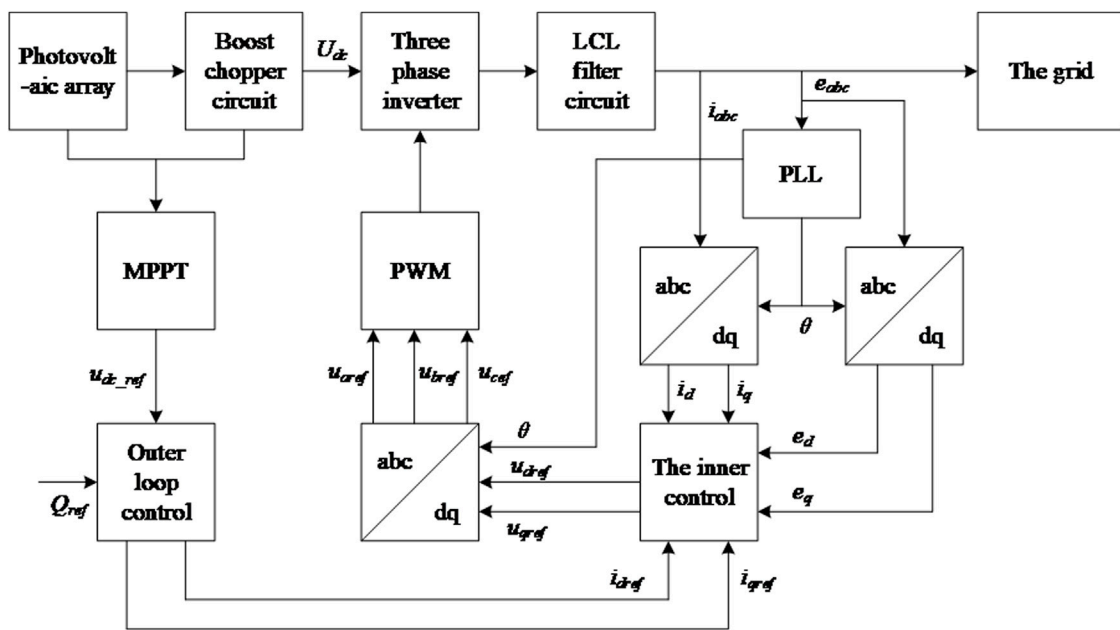 Photovolt
-aic array
Boost
chopper
circuit
U_dc
Three
phase
inverter
LCL
filter
circuit
e_abc
i_abc
The grid
PLL
MPPT
PWM
abc
dq
θ
abc
dq
u_dc_ref
u_aref
u_bref
u_cef
i_d
i_q
Outer
loop
control
Q_ref
abc
dq
θ
u_dref
u_qref
The inner
control
e_d
e_q
i_dref
i_qref